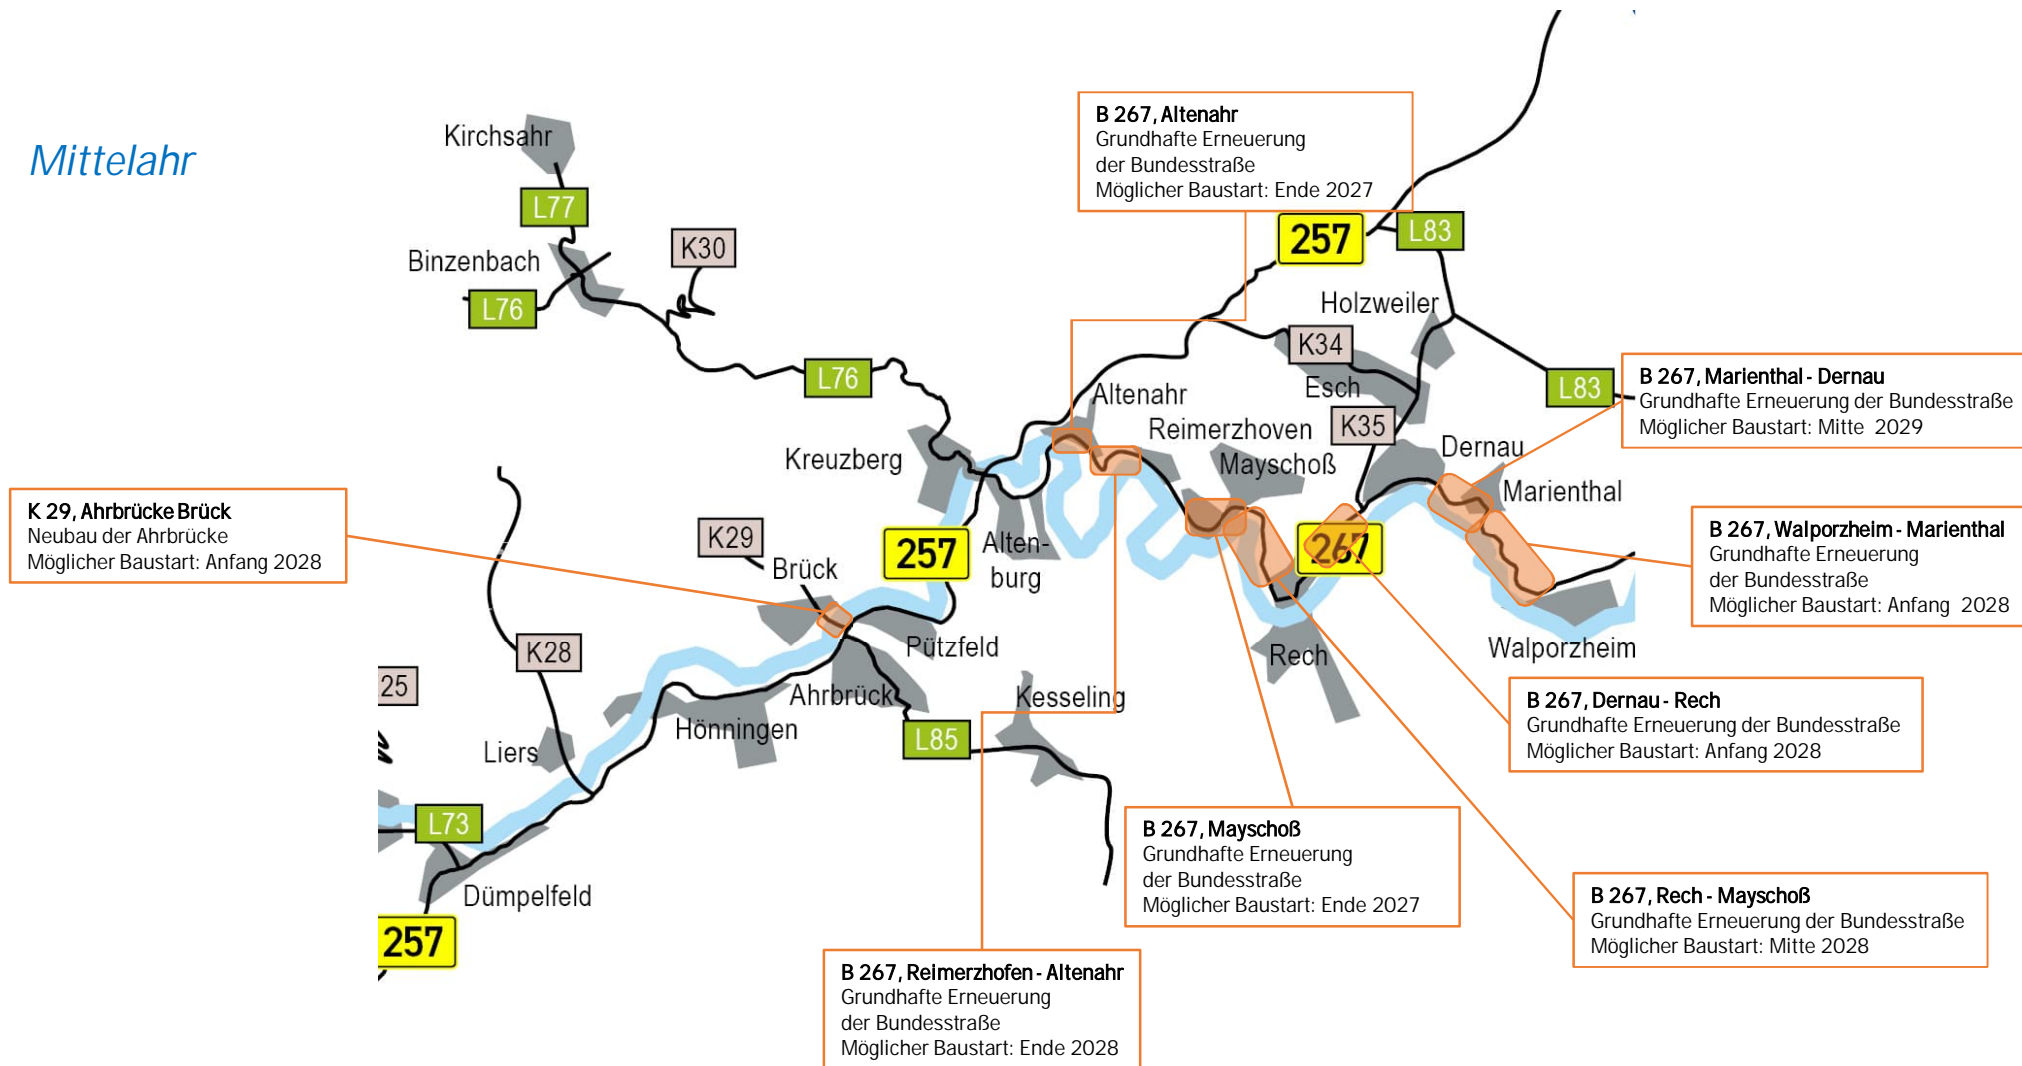 Mittelahr
B 267, Altenahr
Grundhafte Erneuerung
der Bundesstraße
Möglicher Baustart: Ende 2027
Kirchsahr
L77
K30
257
L83
Binzenbach
L76
Holzweiler
K34
L76
Esch
L83
B 267, Marienthal - Dernau
Grundhafte Erneuerung der Bundesstraße
Möglicher Baustart: Mitte 2029
Altenahr
Reimerzhoven
K35
Mayschoß
Dernau
Kreuzberg
Marienthal
K 29, Ahrbrücke Brück
Neubau der Ahrbrücke
Möglicher Baustart: Anfang 2028
K29
257
Alten-
burg
267
B 267, Walporzheim - Marienthal
Grundhafte Erneuerung
der Bundesstraße
Möglicher Baustart: Anfang 2028
Brück
K28
Pützfeld
Rech
Walporzheim
25
Ahrbrück
Kesseling
B 267, Dernau - Rech
Grundhafte Erneuerung der Bundesstraße
Möglicher Baustart: Anfang 2028
Hönningen
L85
Liers
L73
B 267, Mayschoß
Grundhafte Erneuerung
der Bundesstraße
Möglicher Baustart: Ende 2027
Dümpelfeld
B 267, Rech - Mayschoß
Grundhafte Erneuerung der Bundesstraße
Möglicher Baustart: Mitte 2028
257
B 267, Reimerzhofen - Altenahr
Grundhafte Erneuerung
der Bundesstraße
Möglicher Baustart: Ende 2028